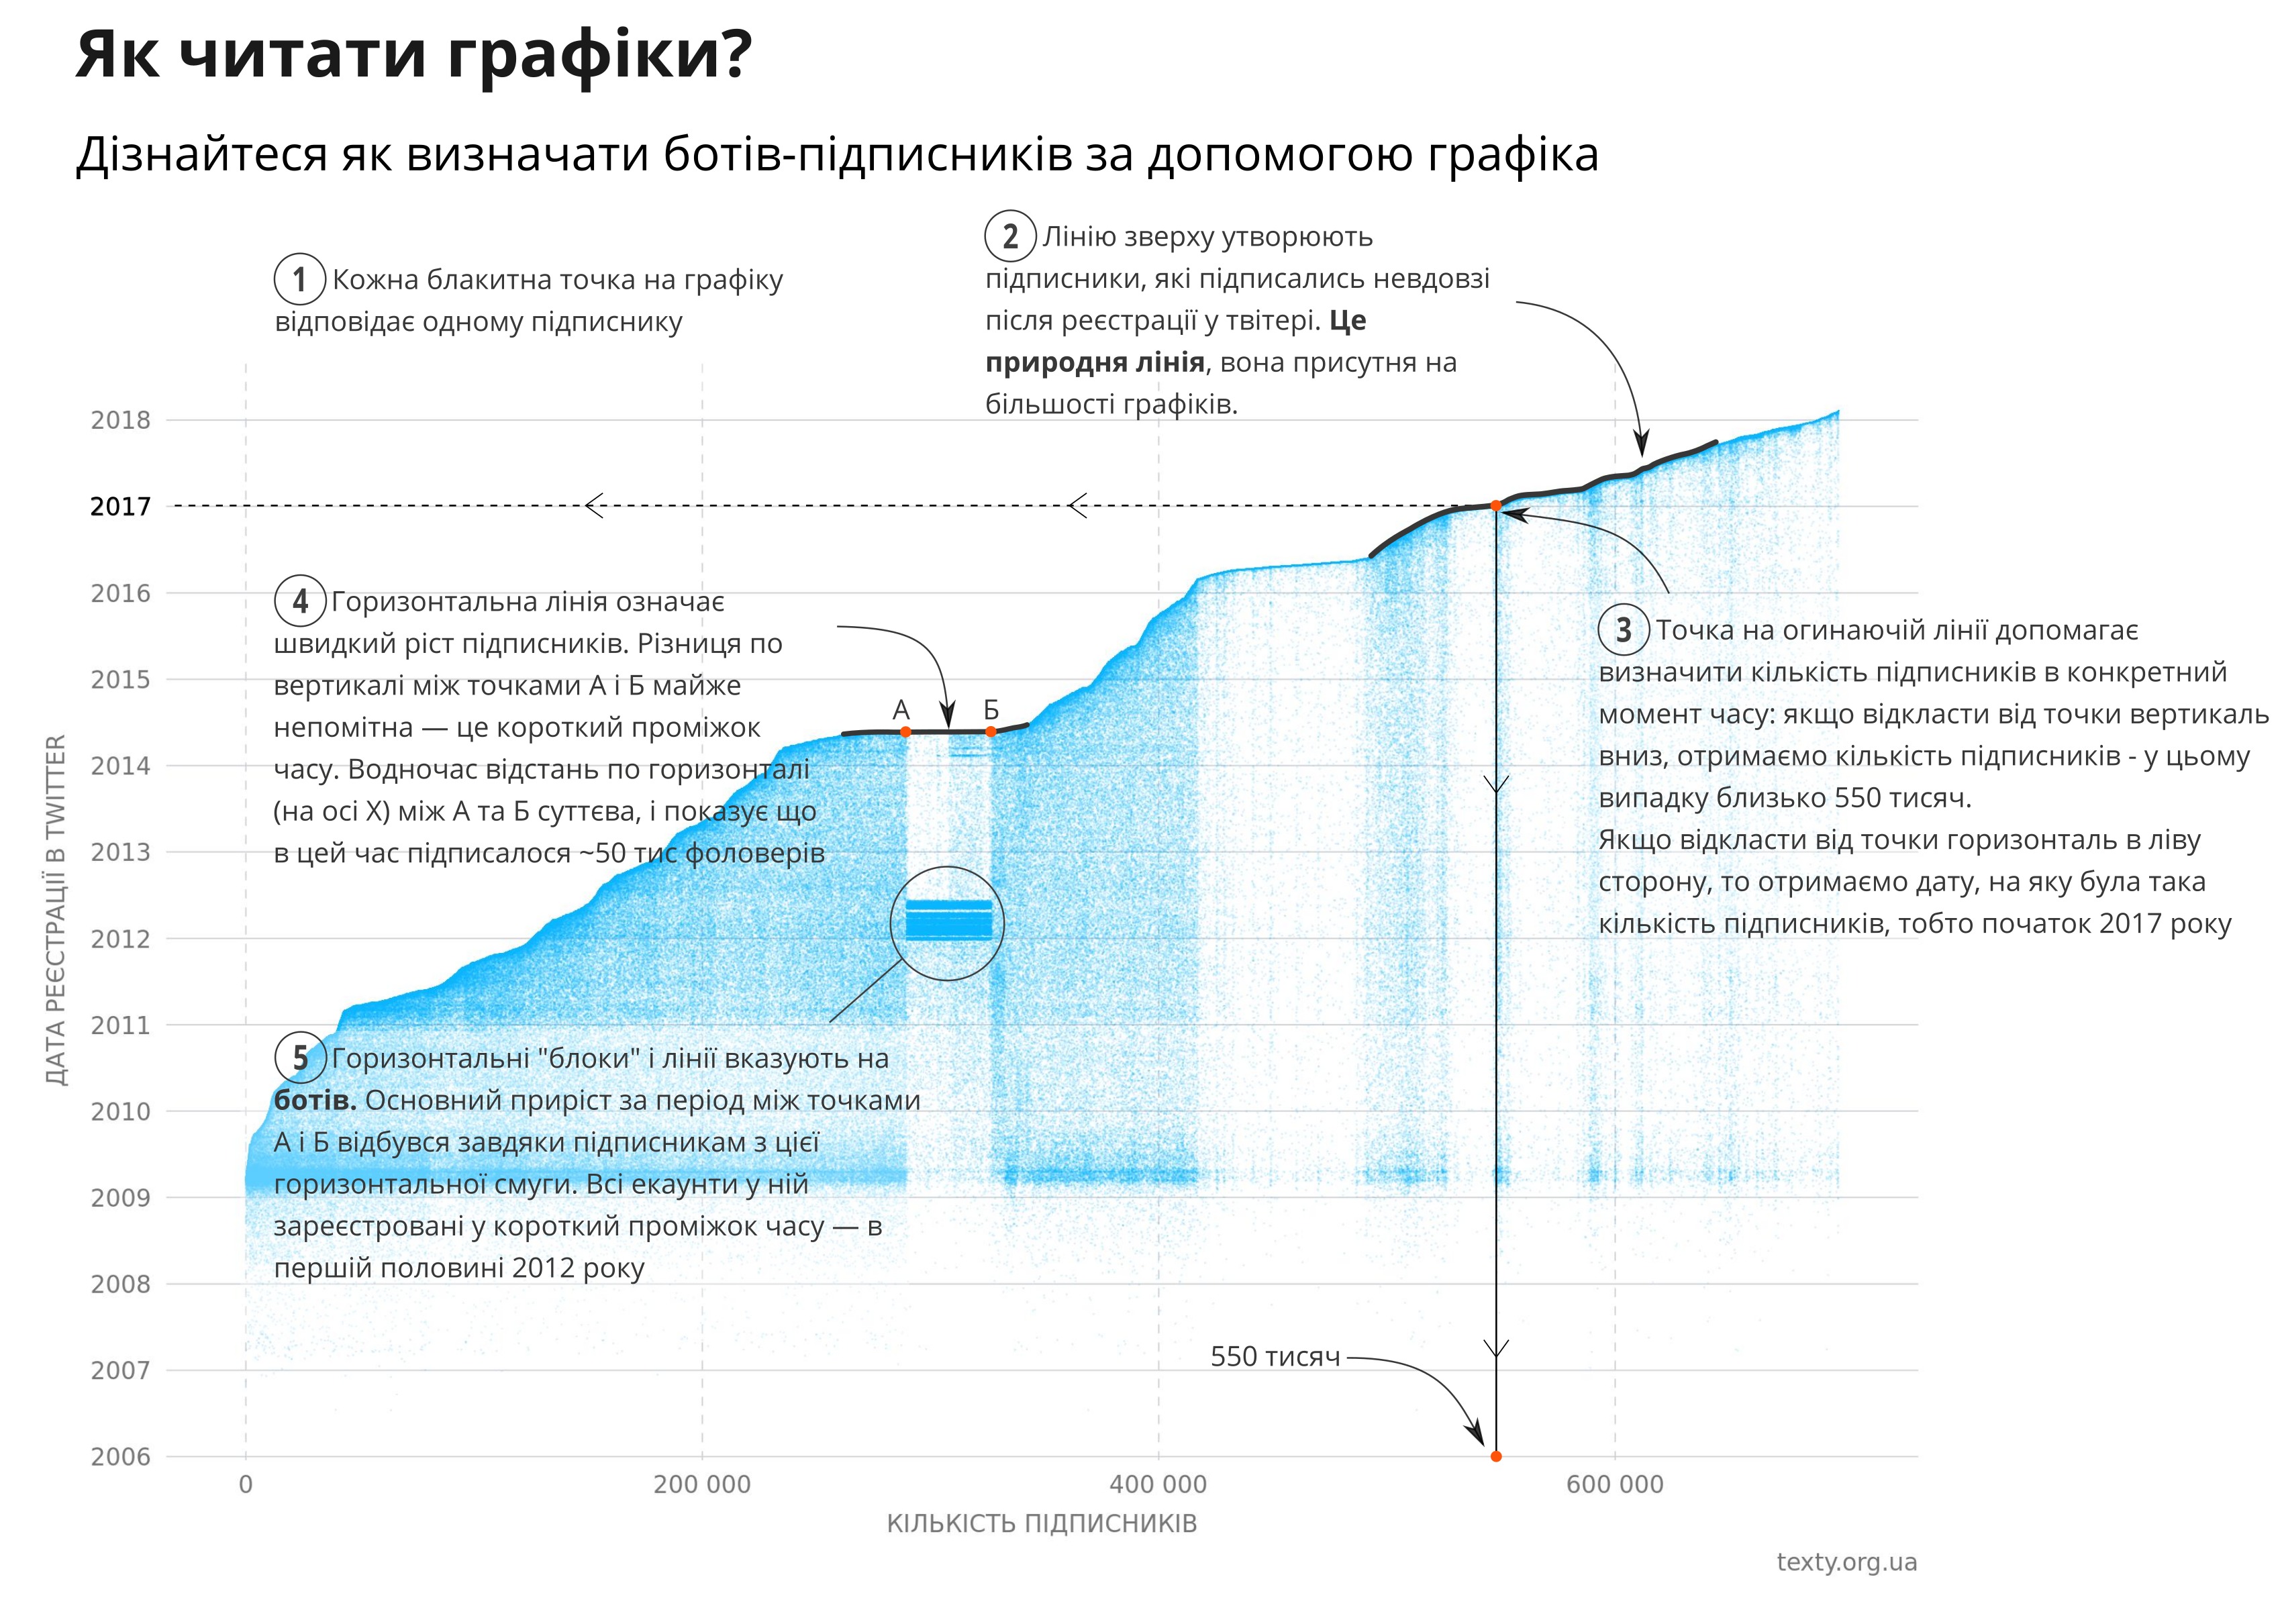 Як читати графіки?
Дізнайтеся як визначати ботів-підписників за допомогою графіка
1 Кожна блакитна точка на графіку
відповідає одному підписнику
2 Лінію зверху утворюють
підписники, які підписались невдовзі
після реєстрації у твітері. Це
природня лінія, вона присутня на
більшості графіків.
3 Точка на огинаючій лінії допомагає
визначити кількість підписників в конкретний
момент часу: якщо відкласти від точки вертикаль
вниз, отримаємо кількість підписників - у цьому
випадку близько 550 тисяч.
Якщо відкласти від точки горизонталь в ліву
сторону, то отримаємо дату, на яку була така
кількість підписників, тобто початок 2017 року
4 Горизонтальна лінія означає
швидкий ріст підписників. Різниця по
вертикалі між точками А і Б майже
непомітна — це короткий проміжок
часу. Водночас відстань по горизонталі
(на осі X) між А та Б суттєва, і показує що
в цей час підписалося ~50 тис фоловерів
А
Б
5 Горизонтальні "блоки" і лінії вказують на
ботів. Основний приріст за період між точками
А і Б відбувся завдяки підписникам з цієї
горизонтальної смуги. Всі екаунти у ній
зареєстровані у короткий проміжок часу — в
першій половині 2012 року
550 тисяч
ДАТА РЕЄСТРАЦІЇ В TWITTER
2018
2017
2016
2015
2014
2013
2012
2011
2010
2009
2008
2007
2006
0
200 000
400 000
600 000
КІЛЬКІСТЬ ПІДПИСНИКІВ
texty.org.ua